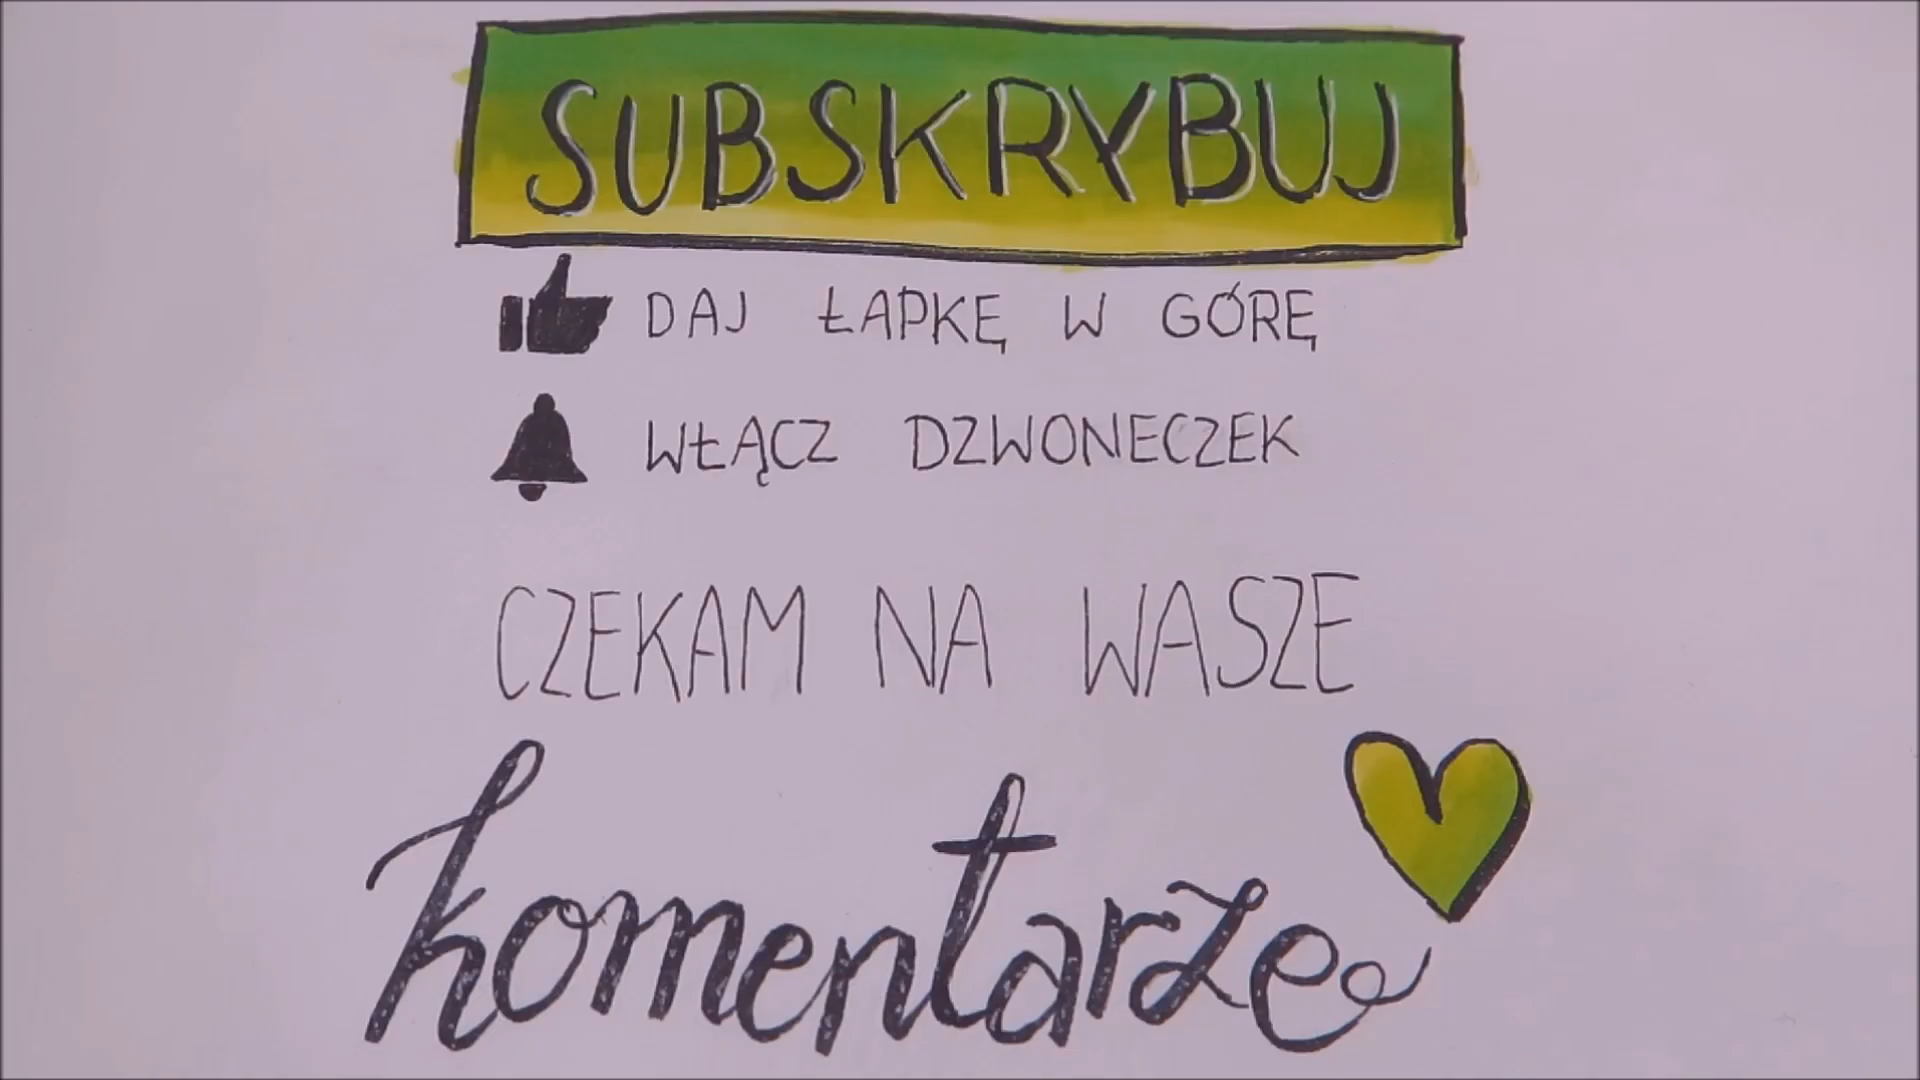 SUBSKRYBUJ
DAJ ŁAPKĘ W GÓRĘ
WŁĄCZ DZWONECZEK
CZEKAM NA WASZE
komentarze